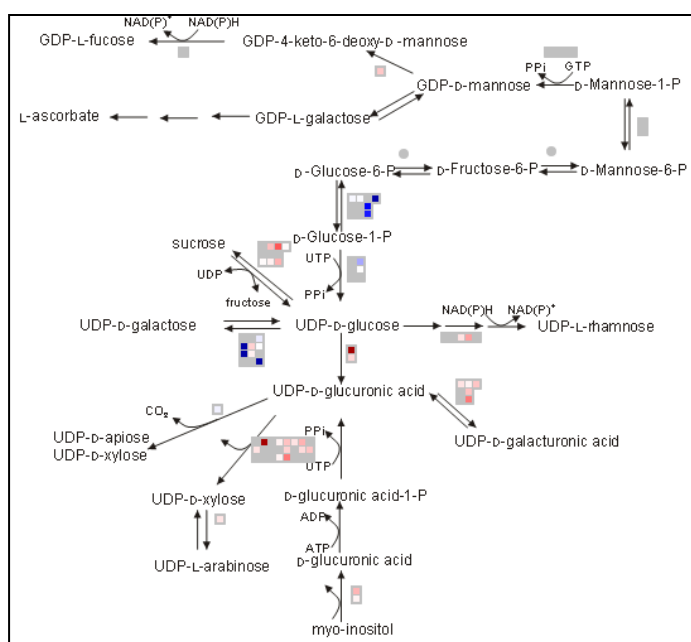 NAD(P)⁺ NAD(P)H
GDP-L-fucose GDP-4-keto-6-deoxy-D-mannose
PPi GTP
GDP-D-mannose D-Mannose-1-P
L-ascorbate GDP-L-galactose
D-Glucose-6-P D-Fructose-6-P D-Mannose-6-P
D-Glucose-1-P
sucrose
UTP
UDP
PPi
fructose
NAD(P)H NAD(P)⁺
UDP-D-galactose UDP-D-glucose UDP-L-rhamnose
UDP-D-glucuronic acid
CO₂
PPi
UDP-D-apiose
UDP-D-xylose
UDP-D-galacturonic acid
UTP
UDP-D-xylose
D-glucuronic acid-1-P
ADP
ATP
UDP-L-arabinose
D-glucuronic acid
myo-inositol